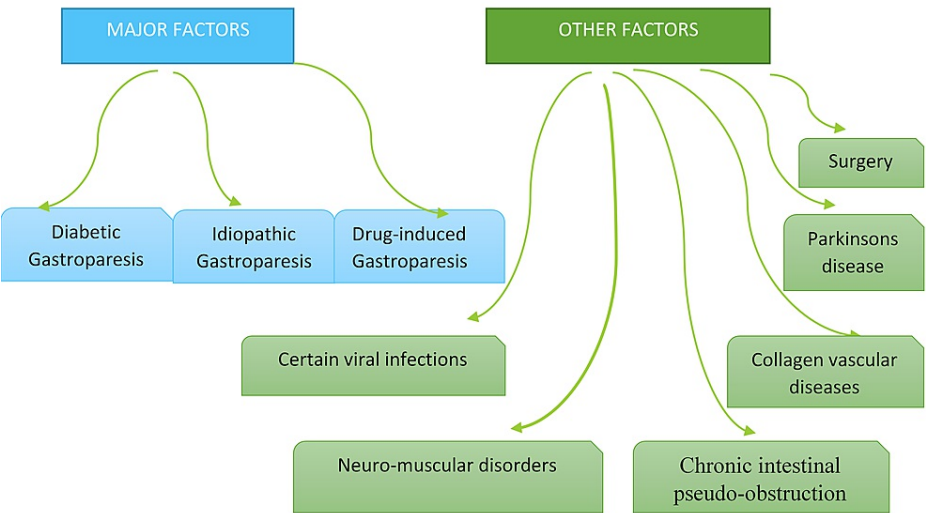 MAJOR FACTORS
OTHER FACTORS
Diabetic
Gastroparesis
Idiopathic
Gastroparesis
Drug-induced
Gastroparesis
Surgery
Parkinsons
disease
Certain viral infections
Collagen vascular
diseases
Neuro-muscular disorders
Chronic intestinal
pseudo-obstruction